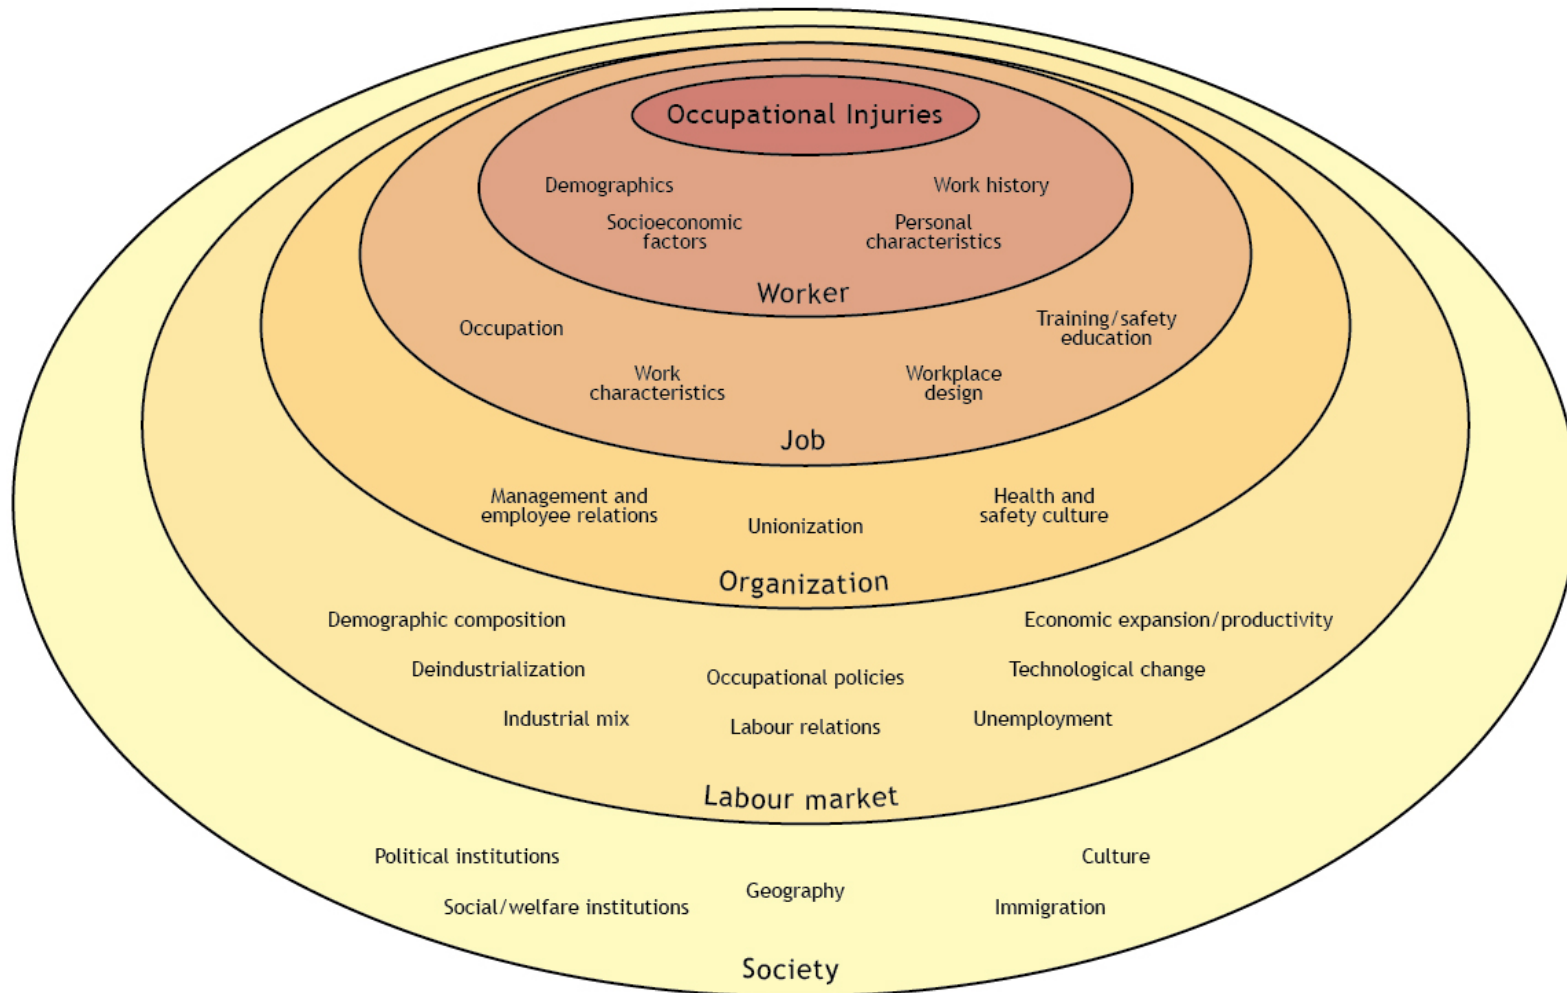 Occupational Injuries
Demographics
Work history
Socioeconomic
factors
Personal
characteristics
Worker
Occupation
Training/safety
education
Work
characteristics
Workplace
design
Job
Management and
employee relations
Unionization
Health and
safety culture
Organization
Demographic composition
Economic expansion/productivity
Deindustrialization
Occupational policies
Technological change
Industrial mix
Labour relations
Unemployment
Labour market
Political institutions
Culture
Geography
Social/welfare institutions
Immigration
Society